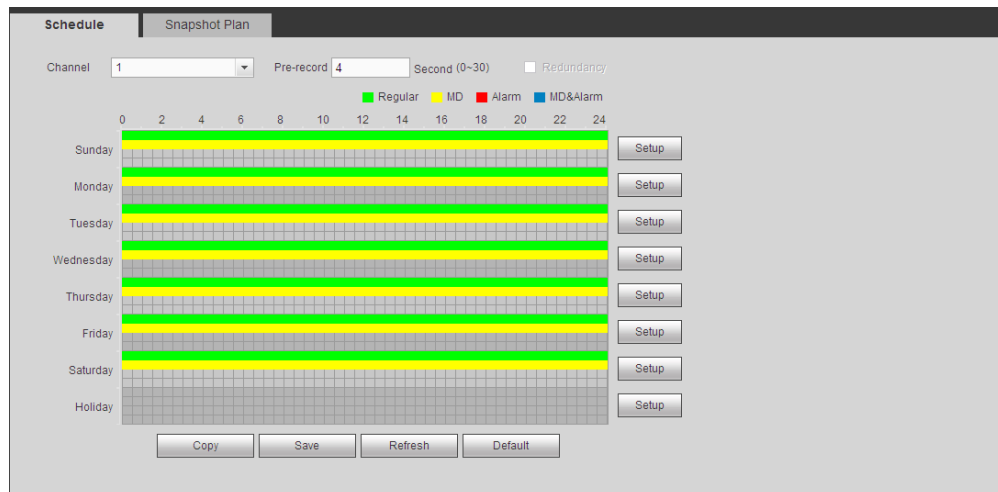 Schedule Snapshot Plan
Channel 1 Pre-record 4 Second (0~30) Redundancy
Regular MD Alarm MD&Alarm
0 2 4 6 8 10 12 14 16 18 20 22 24
Sunday Setup
Monday Setup
Tuesday Setup
Wednesday Setup
Thursday Setup
Friday Setup
Saturday Setup
Holiday Setup
Copy Save Refresh Default